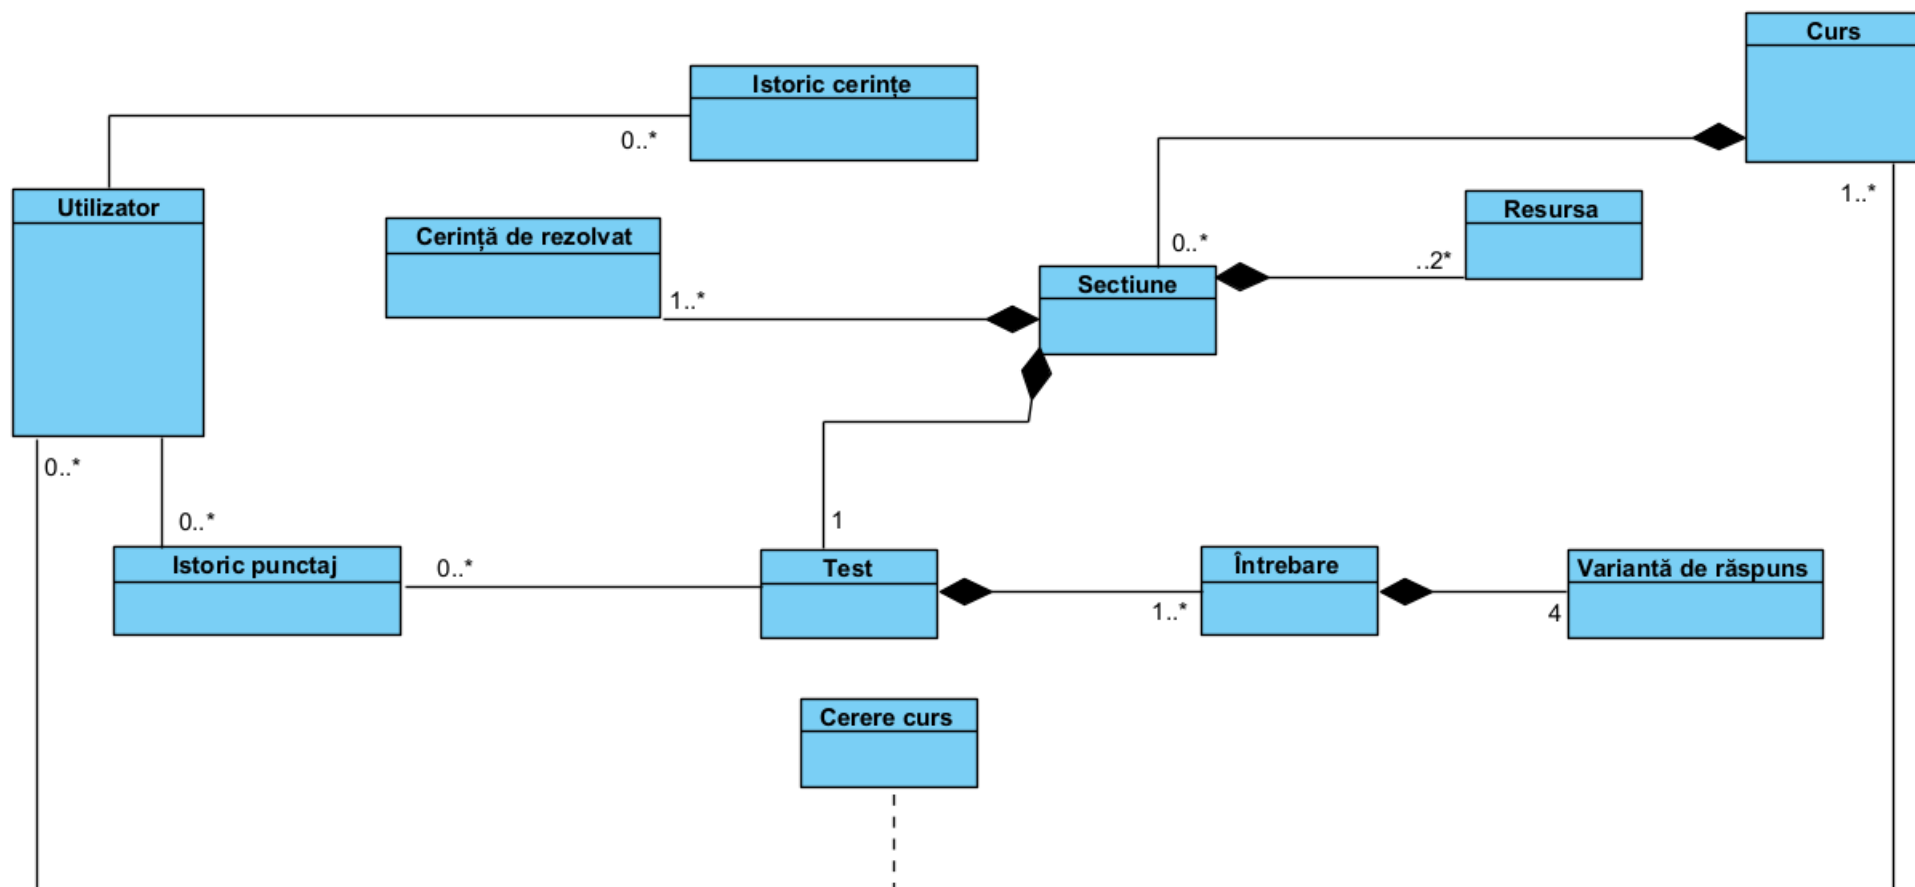 Curs
Istoric cerințe
0..*
Utilizator
Cerință de rezolvat
1..*
Resursa
0..*
..2*
Sectiune
1..*
0..*
0..*
1
Istoric punctaj
0..*
Test
1..*
Întrebare
4
Variantă de răspuns
Cerere curs